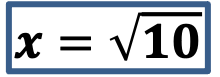 x = √10